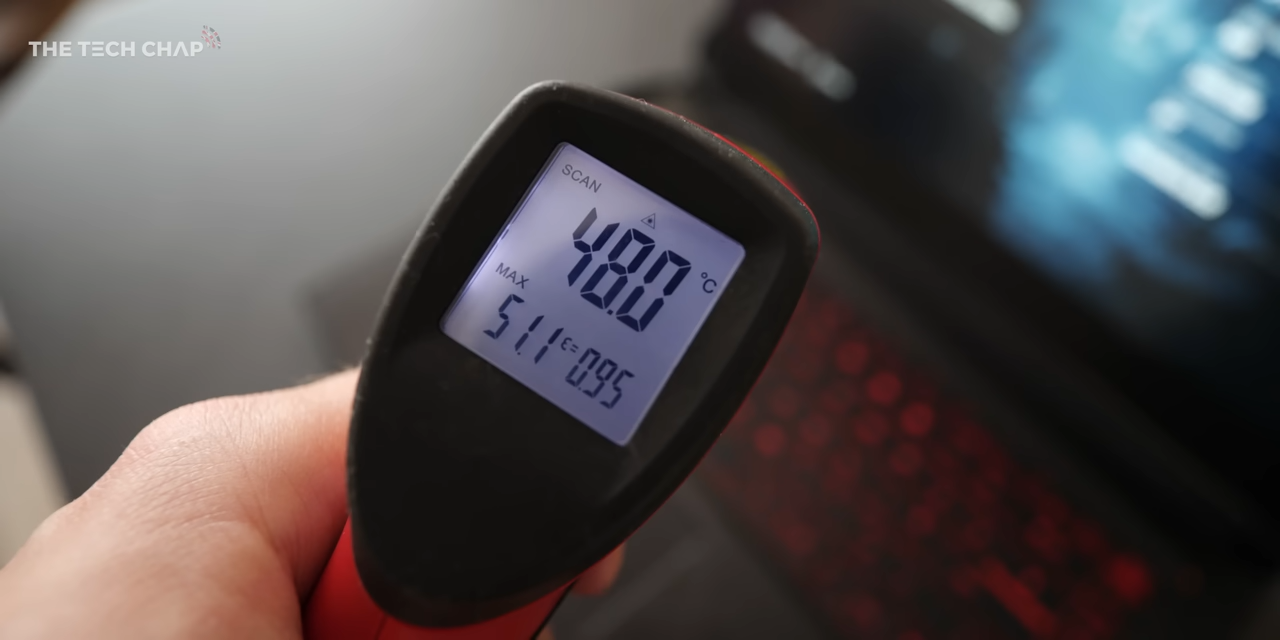 THE TECH CHAP
SCAN
48.0 °C
MAX
51.1 ε= 0.95